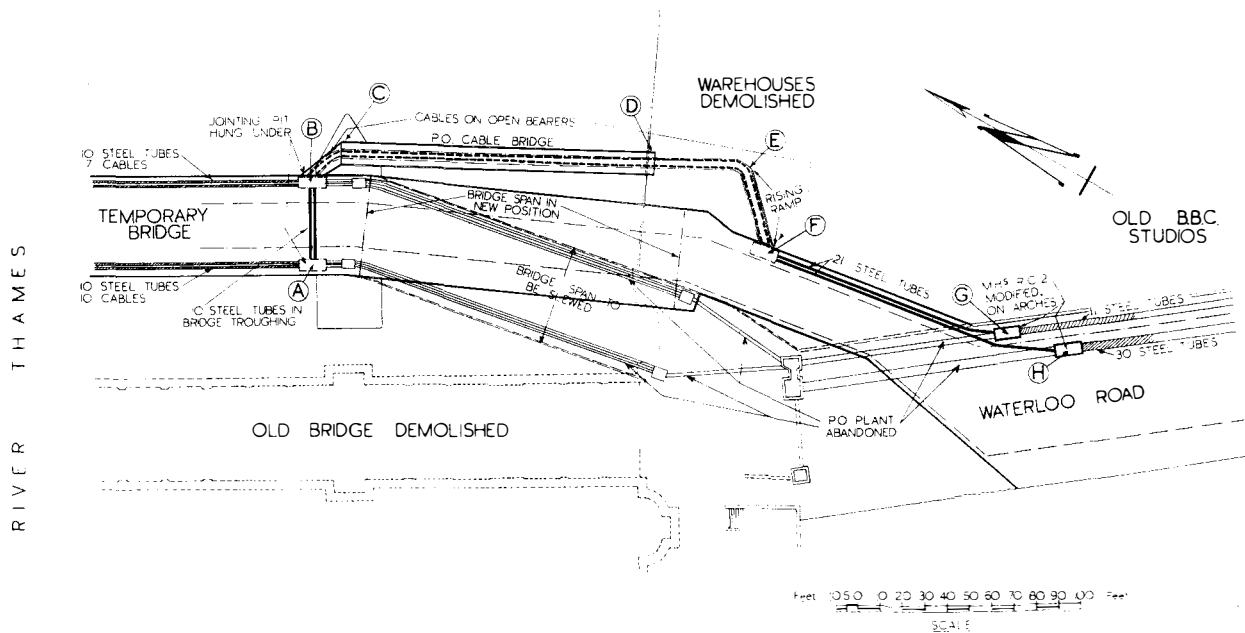 WAREHOUSES
DEMOLISHED
C
D
JOINTING PIT
HUNG UNDER
B
CABLES ON OPEN BEARERS
P.O. CABLE BRIDGE
E
10 STEEL TUBES
7 CABLES
RISING
RAMP
F
BRIDGE SPAN IN
NEW POSITION
TEMPORARY
BRIDGE
OLD B.B.C.
STUDIOS
21 STEEL TUBES
BRIDGE SPAN TO
BE SLEWED
A
10 STEEL TUBES
10 CABLES
10 STEEL TUBES IN
BRIDGE TROUGHING
G
MHS R.C.2
MODIFIED
ON ARCHES
11 STEEL TUBES
30 STEEL TUBES
H
WATERLOO ROAD
P.O. PLANT
ABANDONED
OLD BRIDGE DEMOLISHED
RIVER THAMES
Feet 10 5 0 10 20 30 40 50 60 70 80 90 100 Feet
SCALE